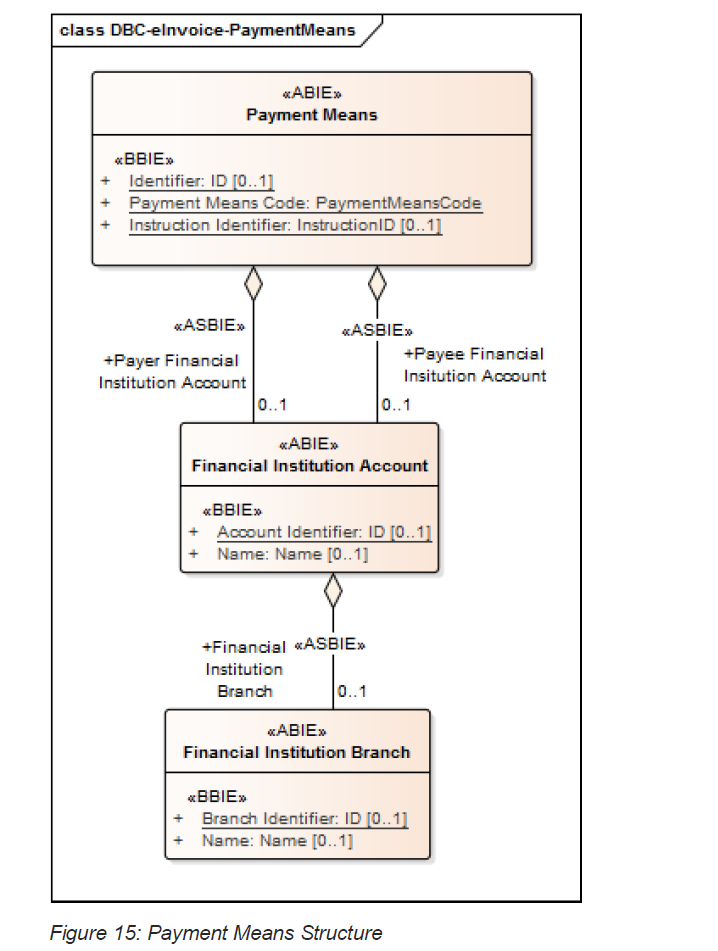 class DBC-eInvoice-PaymentMeans
«ABIE»
Payment Means
«BBIE»
+ Identifier: ID [0..1]
+ Payment Means Code: PaymentMeansCode
+ Instruction Identifier: InstructionID [0..1]
«ASBIE»
+Payer Financial
Institution Account
0..1
«ASBIE»
+Payee Financial
Insitution Account
0..1
«ABIE»
Financial Institution Account
«BBIE»
+ Account Identifier: ID [0..1]
+ Name: Name [0..1]
+Financial «ASBIE»
Institution
Branch
0..1
«ABIE»
Financial Institution Branch
«BBIE»
+ Branch Identifier: ID [0..1]
+ Name: Name [0..1]
Figure 15: Payment Means Structure